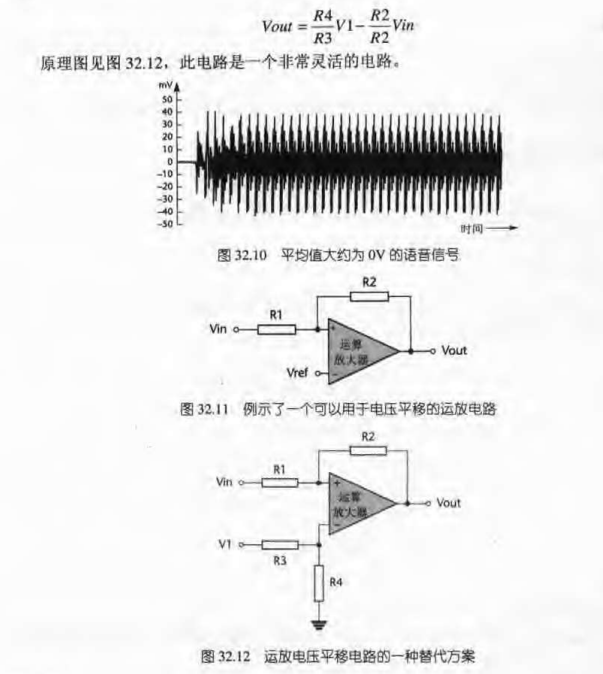 Vout = R4/R3 V1 − R2/R2 Vin
原理图见图 32.12，此电路是一个非常灵活的电路。
mV
50
40
30
20
10
0
−10
−20
−30
−40
−50
时间
图 32.10 平均值大约为 0V 的语音信号
R2
R1
Vin
+
运算
放大器
Vout
Vref
−
图 32.11 例示了一个可以用于电压平移的运放电路
R2
R1
Vin
+
运算
放大器
Vout
−
V1
R3
R4
图 32.12 运放电压平移电路的一种替代方案